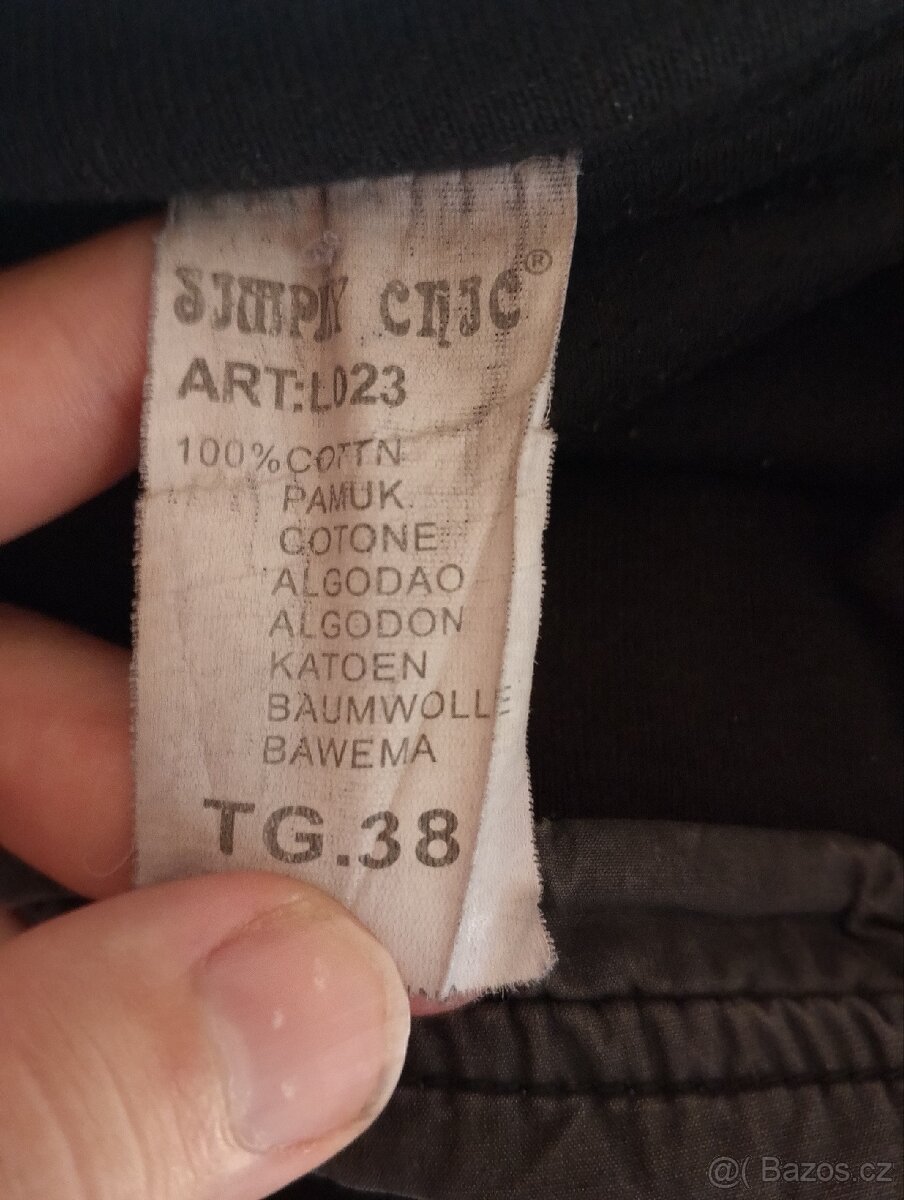 SIMPLY CHIC®
ART:L023
100%COTTN
PAMUK
COTONE
ALGODAO
ALGODON
KATOEN
BAUMWOLLE
BAWEMA
TG.38
@( Bazos.cz